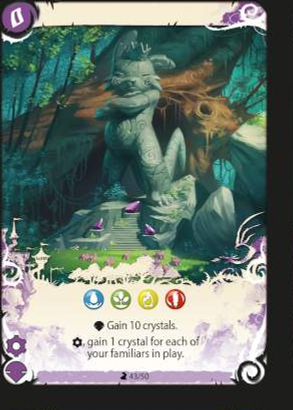 0
Gain 10 crystals.
, gain 1 crystal for each of
your familiars in play.
43/50